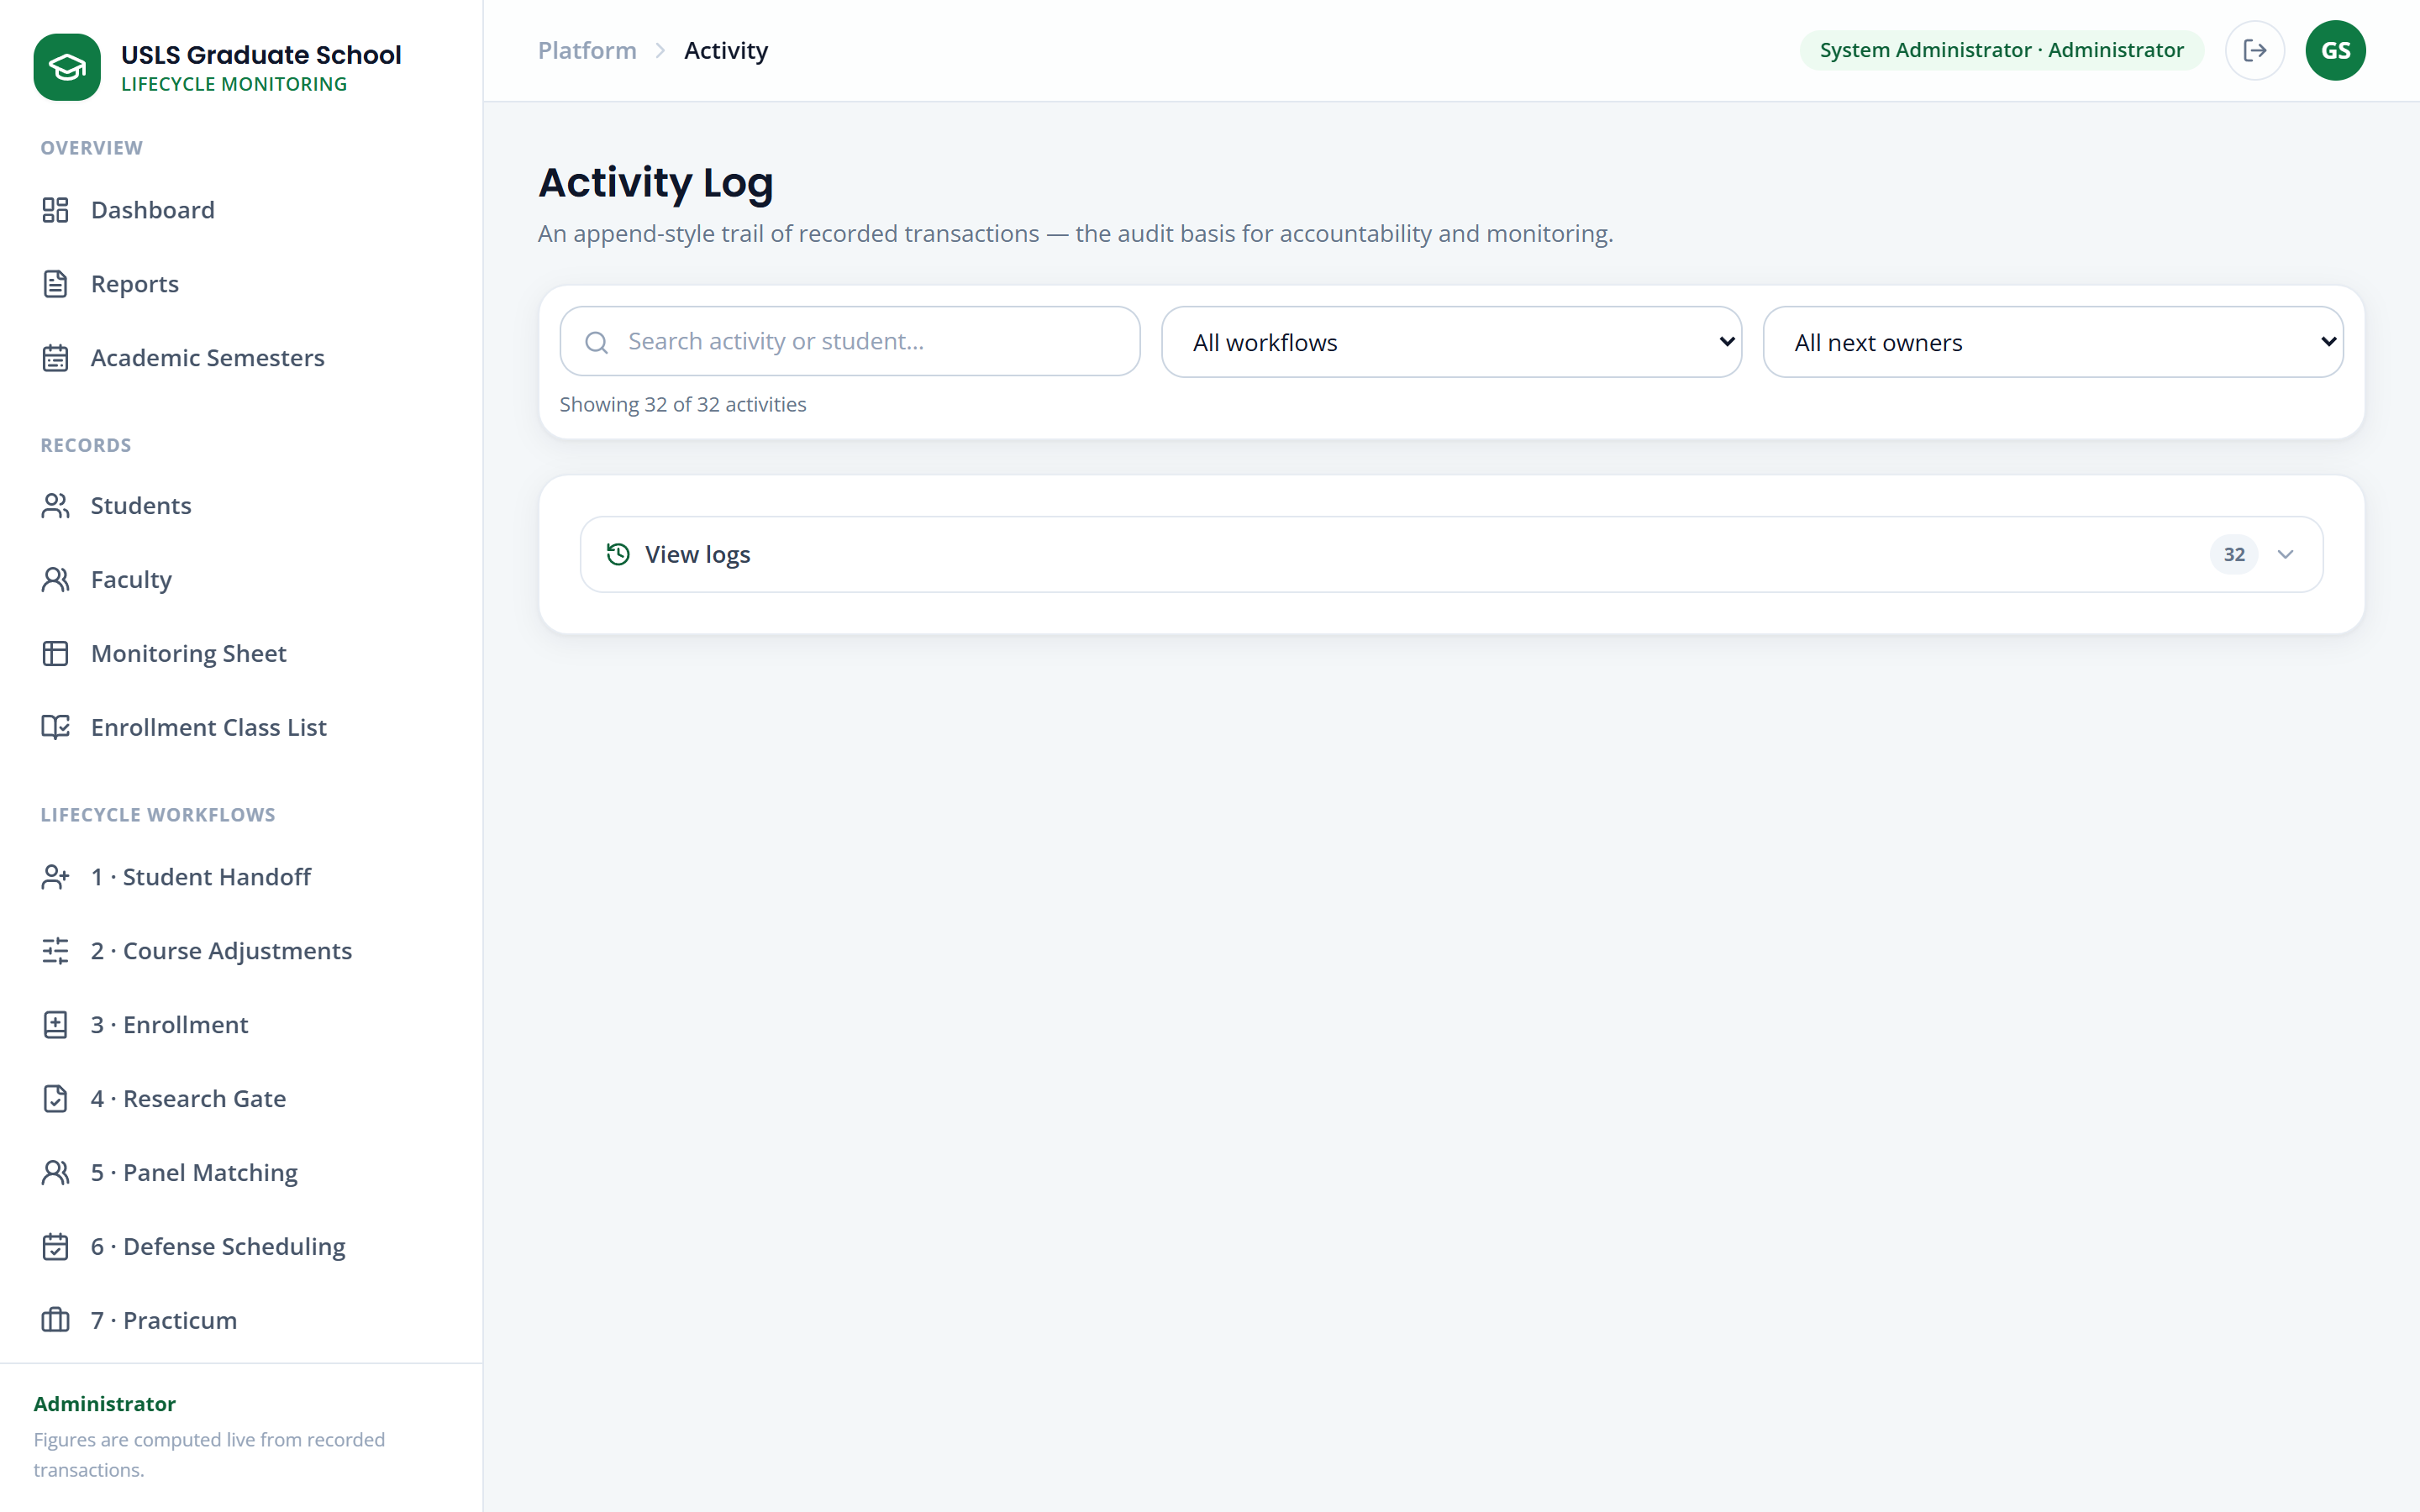 USLS Graduate School
LIFECYCLE MONITORING
OVERVIEW
Dashboard
Reports
Academic Semesters
RECORDS
Students
Faculty
Monitoring Sheet
Enrollment Class List
LIFECYCLE WORKFLOWS
1 · Student Handoff
2 · Course Adjustments
3 · Enrollment
4 · Research Gate
5 · Panel Matching
6 · Defense Scheduling
7 · Practicum
Administrator
Figures are computed live from recorded
transactions.
Platform
Activity
System Administrator · Administrator
GS
Activity Log
An append-style trail of recorded transactions — the audit basis for accountability and monitoring.
Search activity or student...
All workflows
All next owners
Showing 32 of 32 activities
View logs
32